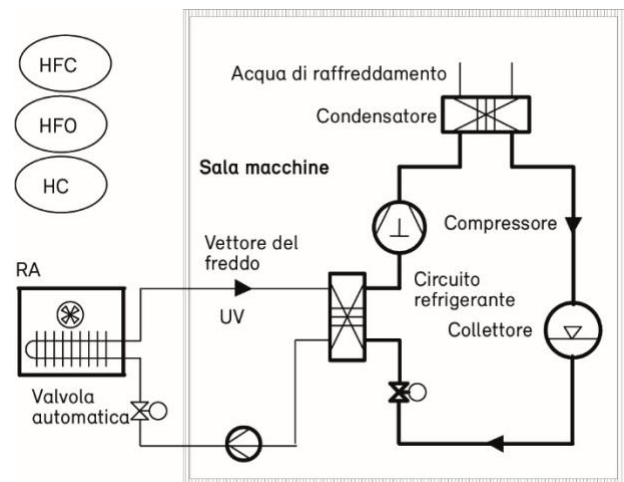 HFC
HFO
HC
Acqua di raffreddamento
Condensatore
Sala macchine
Compressore
Vettore del
freddo
UV
Circuito
refrigerante
Collettore
RA
Valvola
automatica